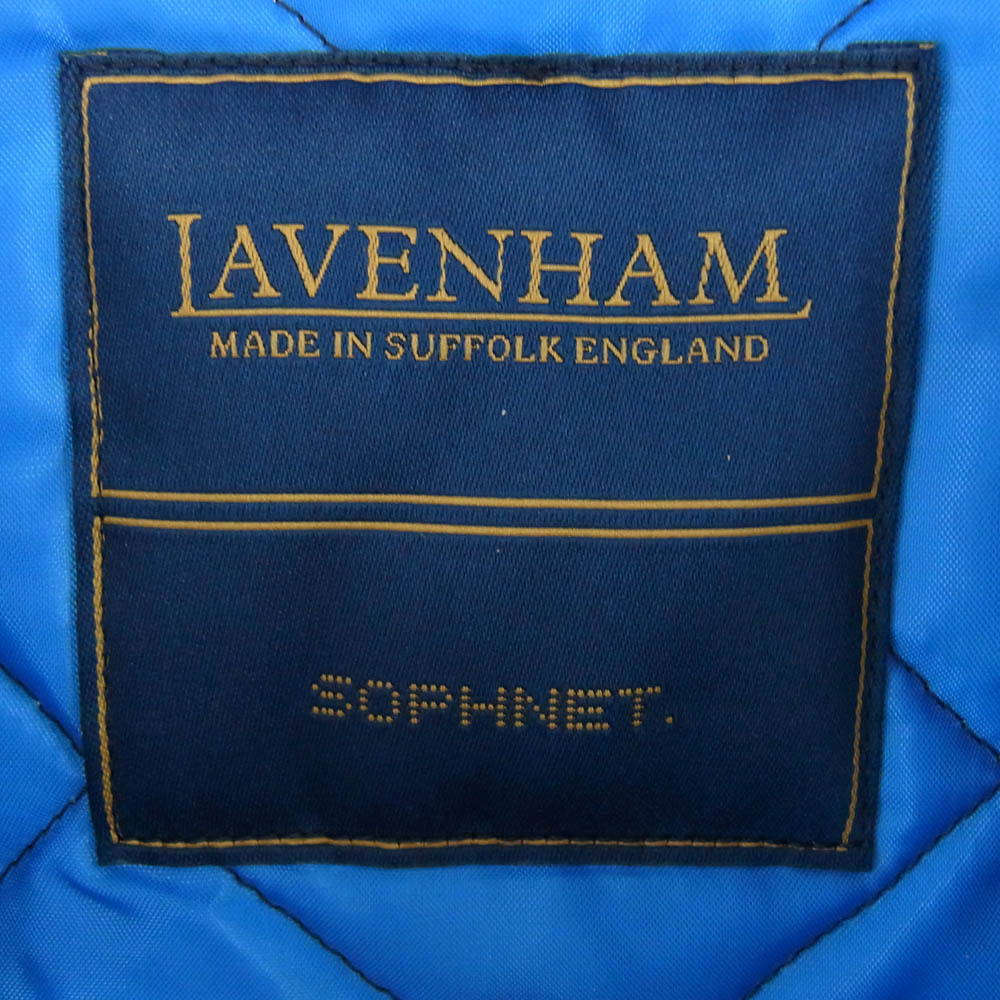 LAVENHAM
MADE IN SUFFOLK ENGLAND
SOPHNET.